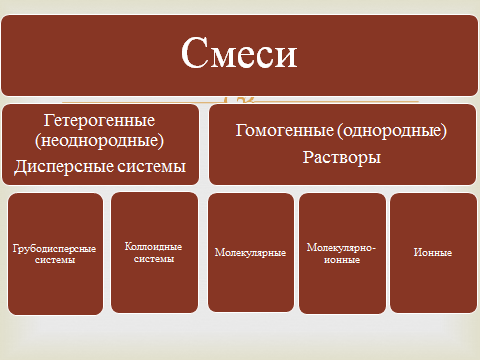 Смеси
Гетерогенные
(неоднородные)
Дисперсные системы
Гомогенные (однородные)
Растворы
Грубодисперсные
системы
Коллоидные
системы
Молекулярные
Молекулярно-
ионные
Ионные